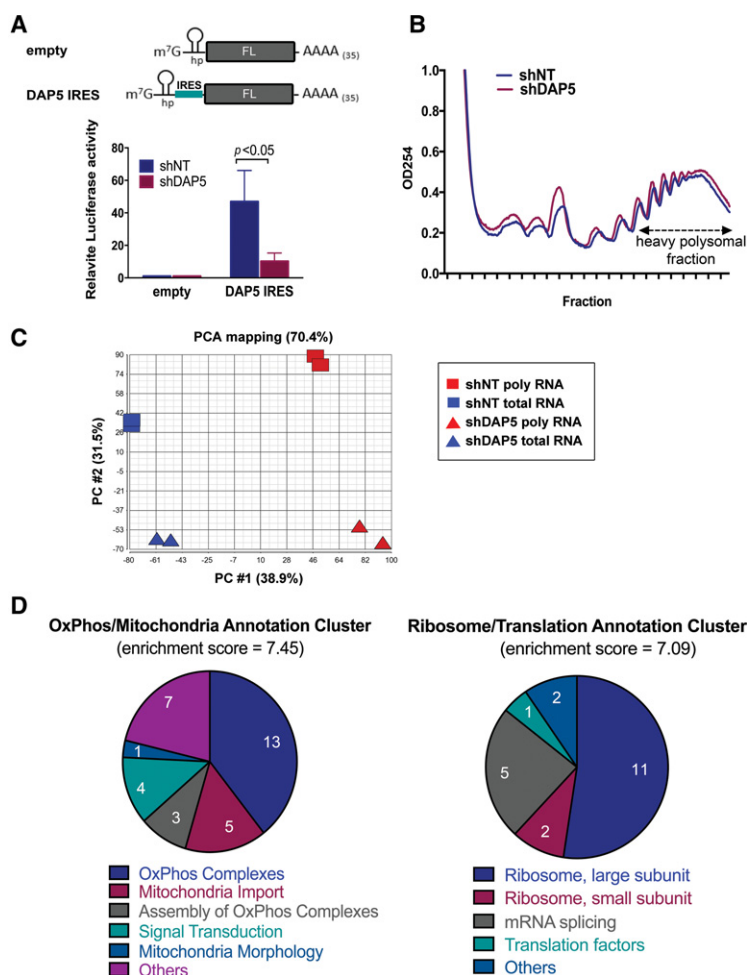 A
empty
m7G
hp
FL
AAAA (35)
DAP5 IRES
m7G
hp
IRES
FL
AAAA (35)
Relavite Luciferase activity
80
60
40
20
0
p<0.05
shNT
shDAP5
empty
DAP5 IRES
B
shNT
shDAP5
OD254
1.0
0.8
0.6
0.4
0.2
0.0
heavy polysomal
fraction
Fraction
C
PCA mapping (70.4%)
PC #2 (31.5%)
90
74
58
42
26
10
-5
-21
-37
-53
-70
-80
-61
-43
-25
-7
10
28
46
64
82
100
PC #1 (38.9%)
shNT poly RNA
shNT total RNA
shDAP5 poly RNA
shDAP5 total RNA
D
OxPhos/Mitochondria Annotation Cluster
(enrichment score = 7.45)
7
13
1
4
3
5
OxPhos Complexes
Mitochondria Import
Assembly of OxPhos Complexes
Signal Transduction
Mitochondria Morphology
Others
Ribosome/Translation Annotation Cluster
(enrichment score = 7.09)
2
1
5
11
2
Ribosome, large subunit
Ribosome, small subunit
mRNA splicing
Translation factors
Others